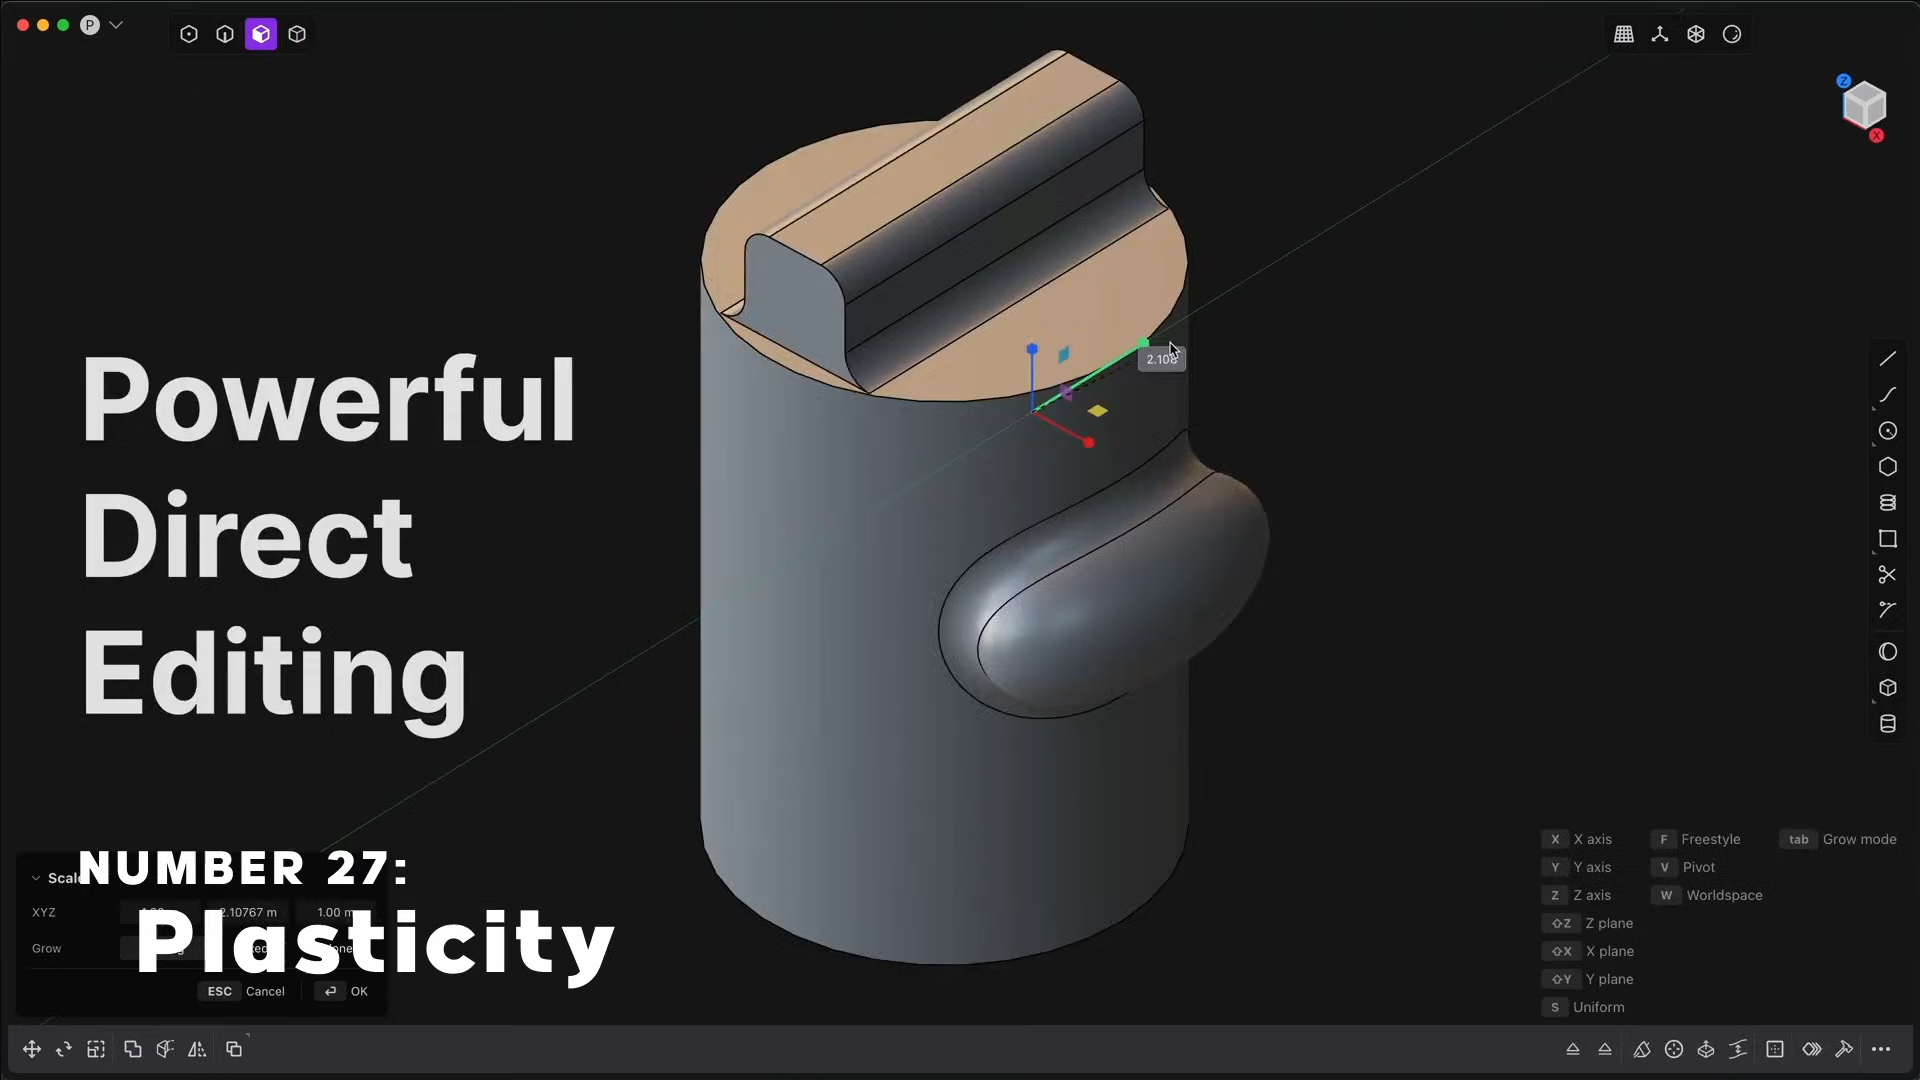 P
Z
X
2.108
Powerful
Direct
Editing
NUMBER 27:
Plasticity
Scale
XYZ 2.10767 m 1.00 m
Grow
ESC Cancel OK
X X axis F Freestyle tab Grow mode
Y Y axis V Pivot
Z Z axis W Worldspace
⇧Z Z plane
⇧X X plane
⇧Y Y plane
S Uniform